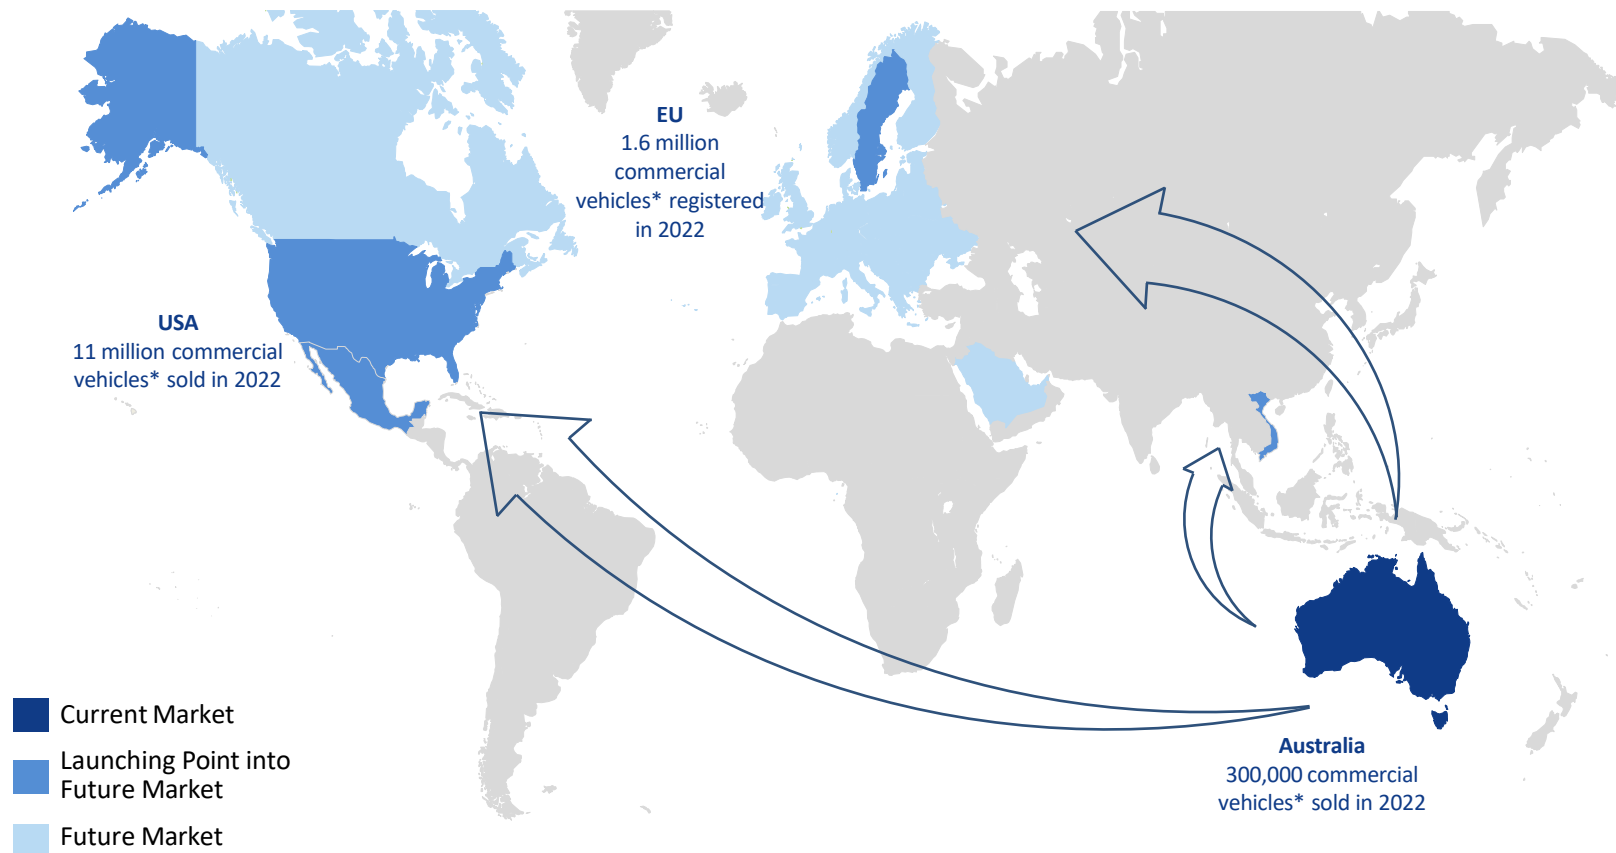 EU
1.6 million
commercial
vehicles* registered
in 2022
USA
11 million commercial
vehicles* sold in 2022
Current Market
Launching Point into
Future Market
Future Market
Australia
300,000 commercial
vehicles* sold in 2022